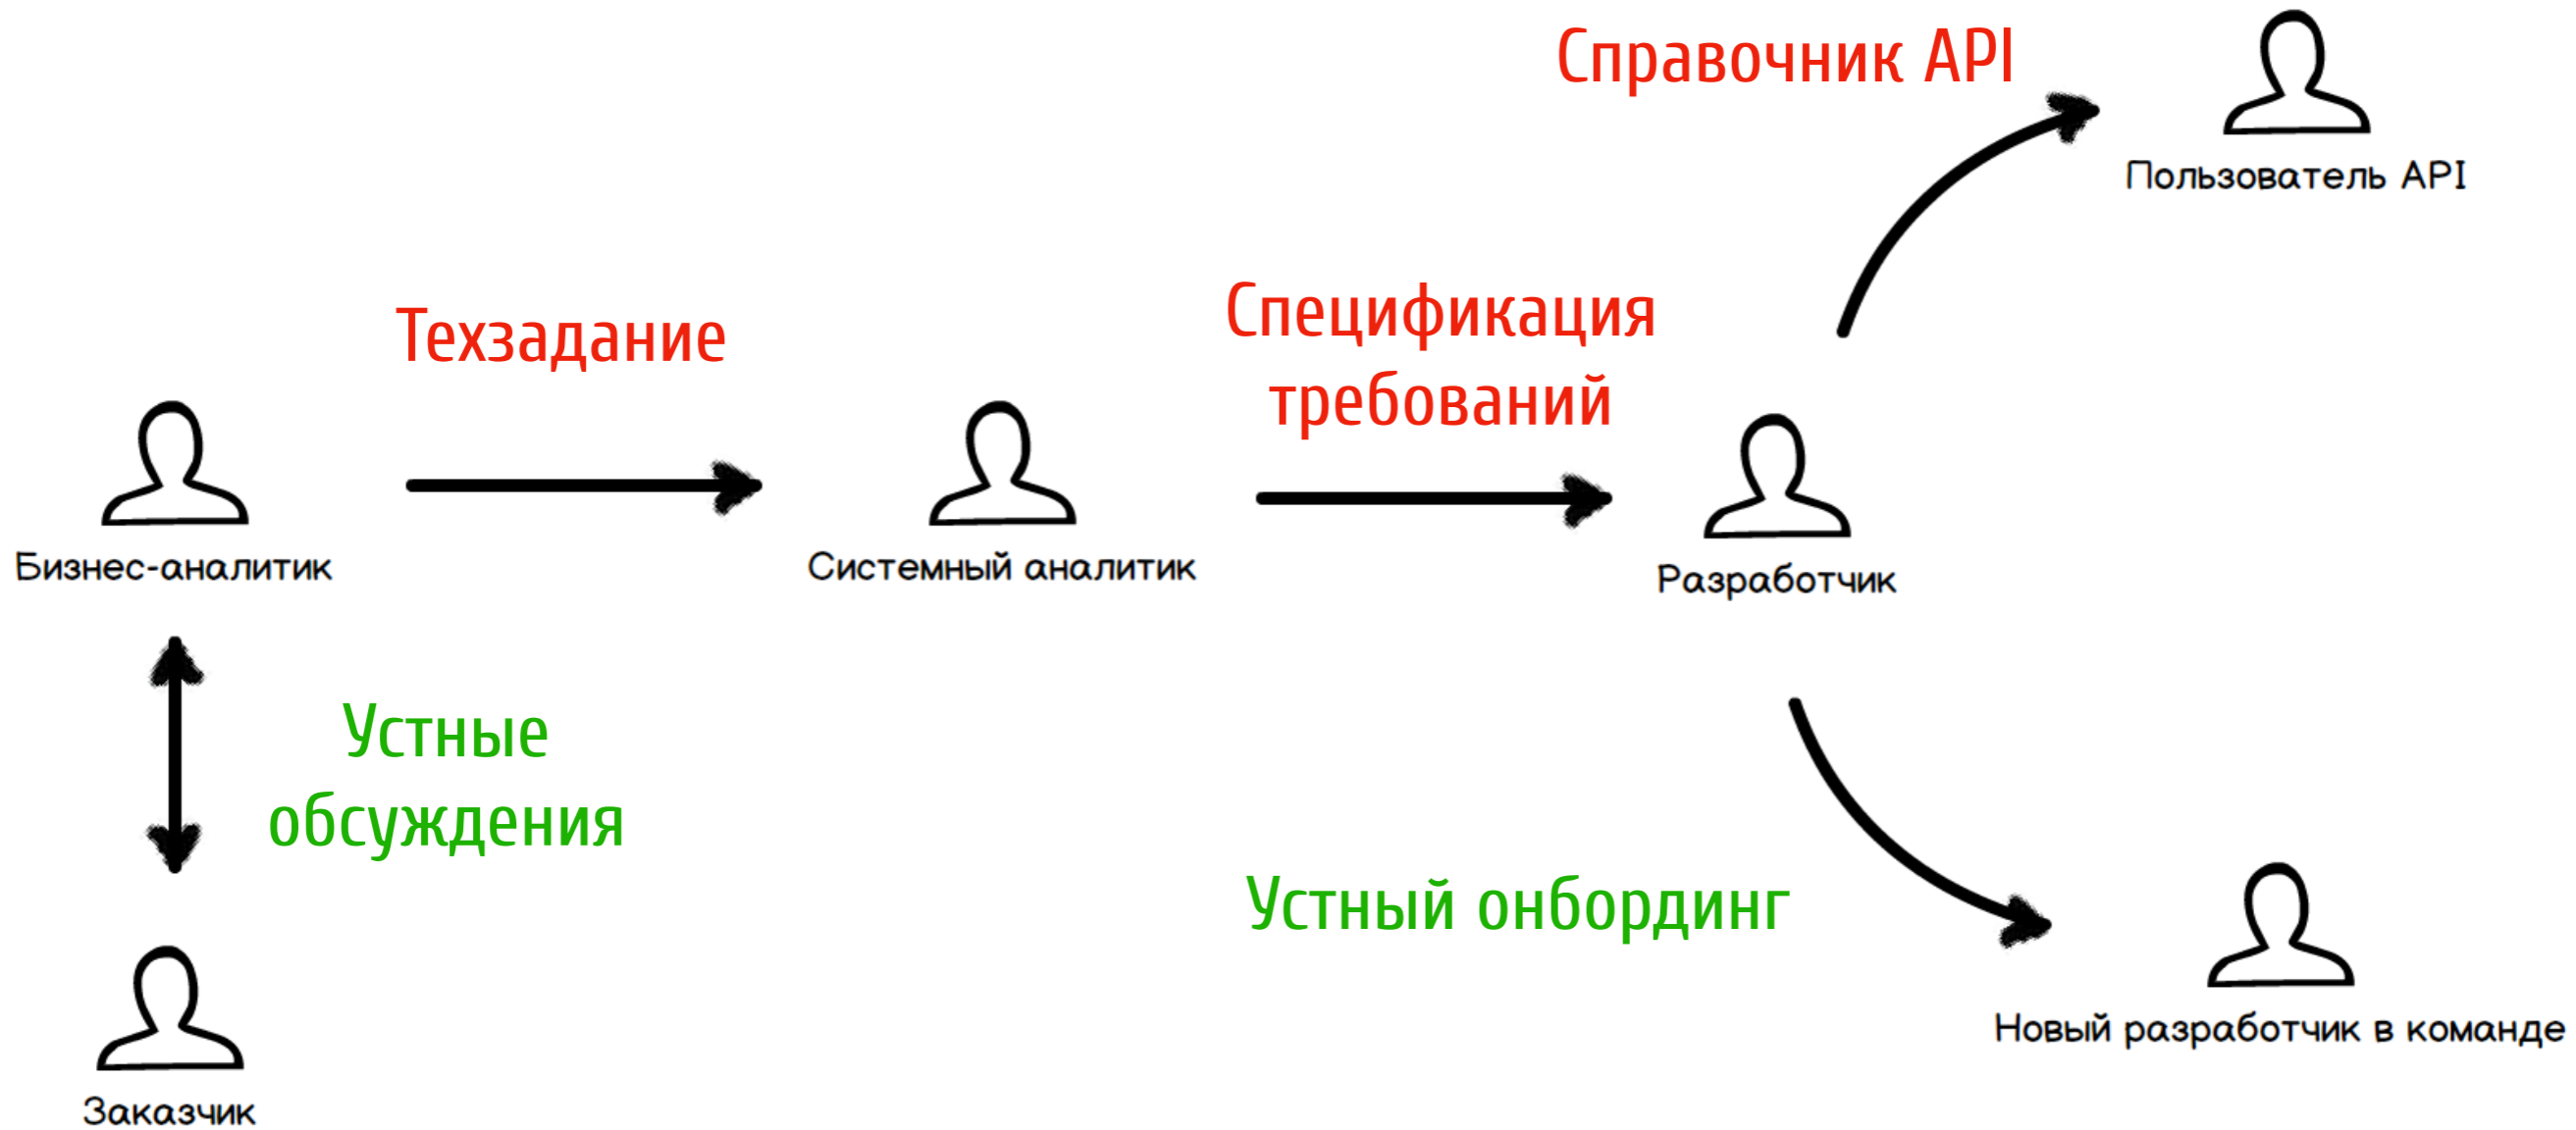 Справочник API
Пользователь API
Техзадание
Спецификация
требований
Бизнес-аналитик
Системный аналитик
Разработчик
Устные
обсуждения
Устный онбординг
Новый разработчик в команде
Заказчик